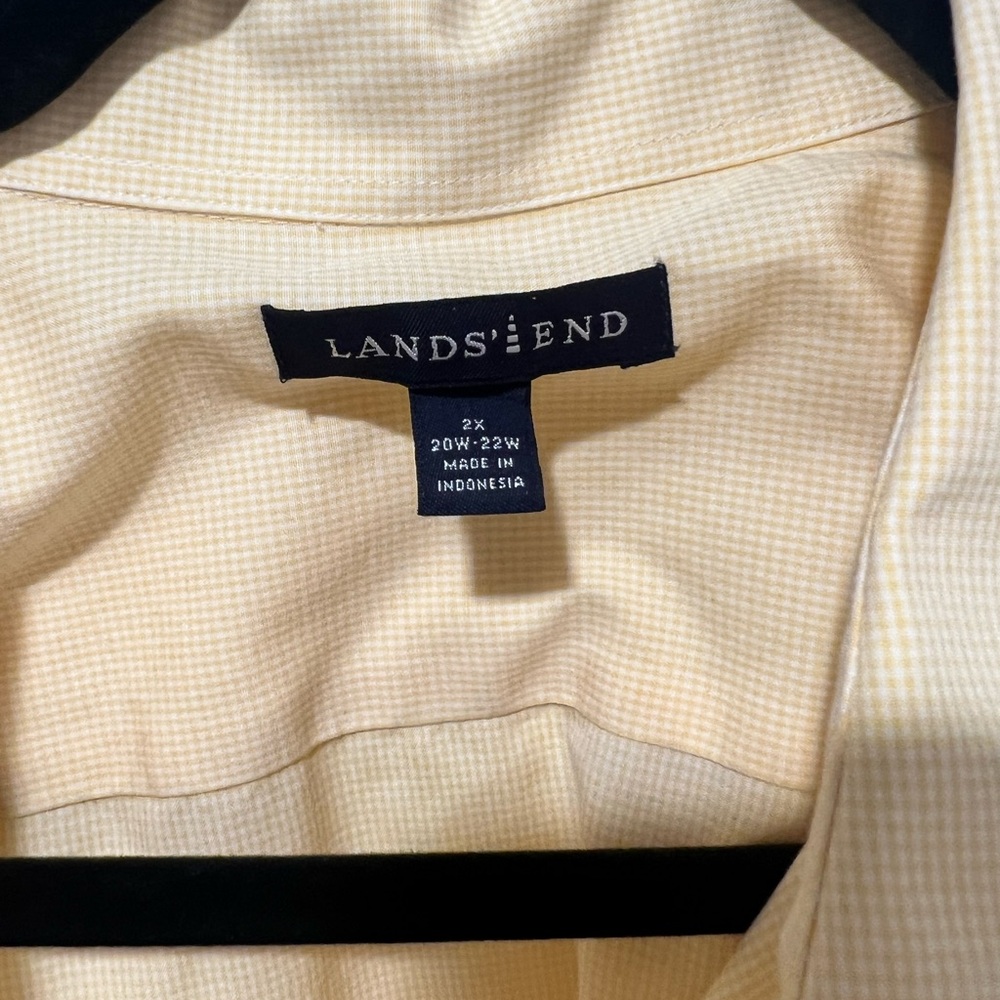 LANDS' END
2X
20W-22W
MADE IN
INDONESIA